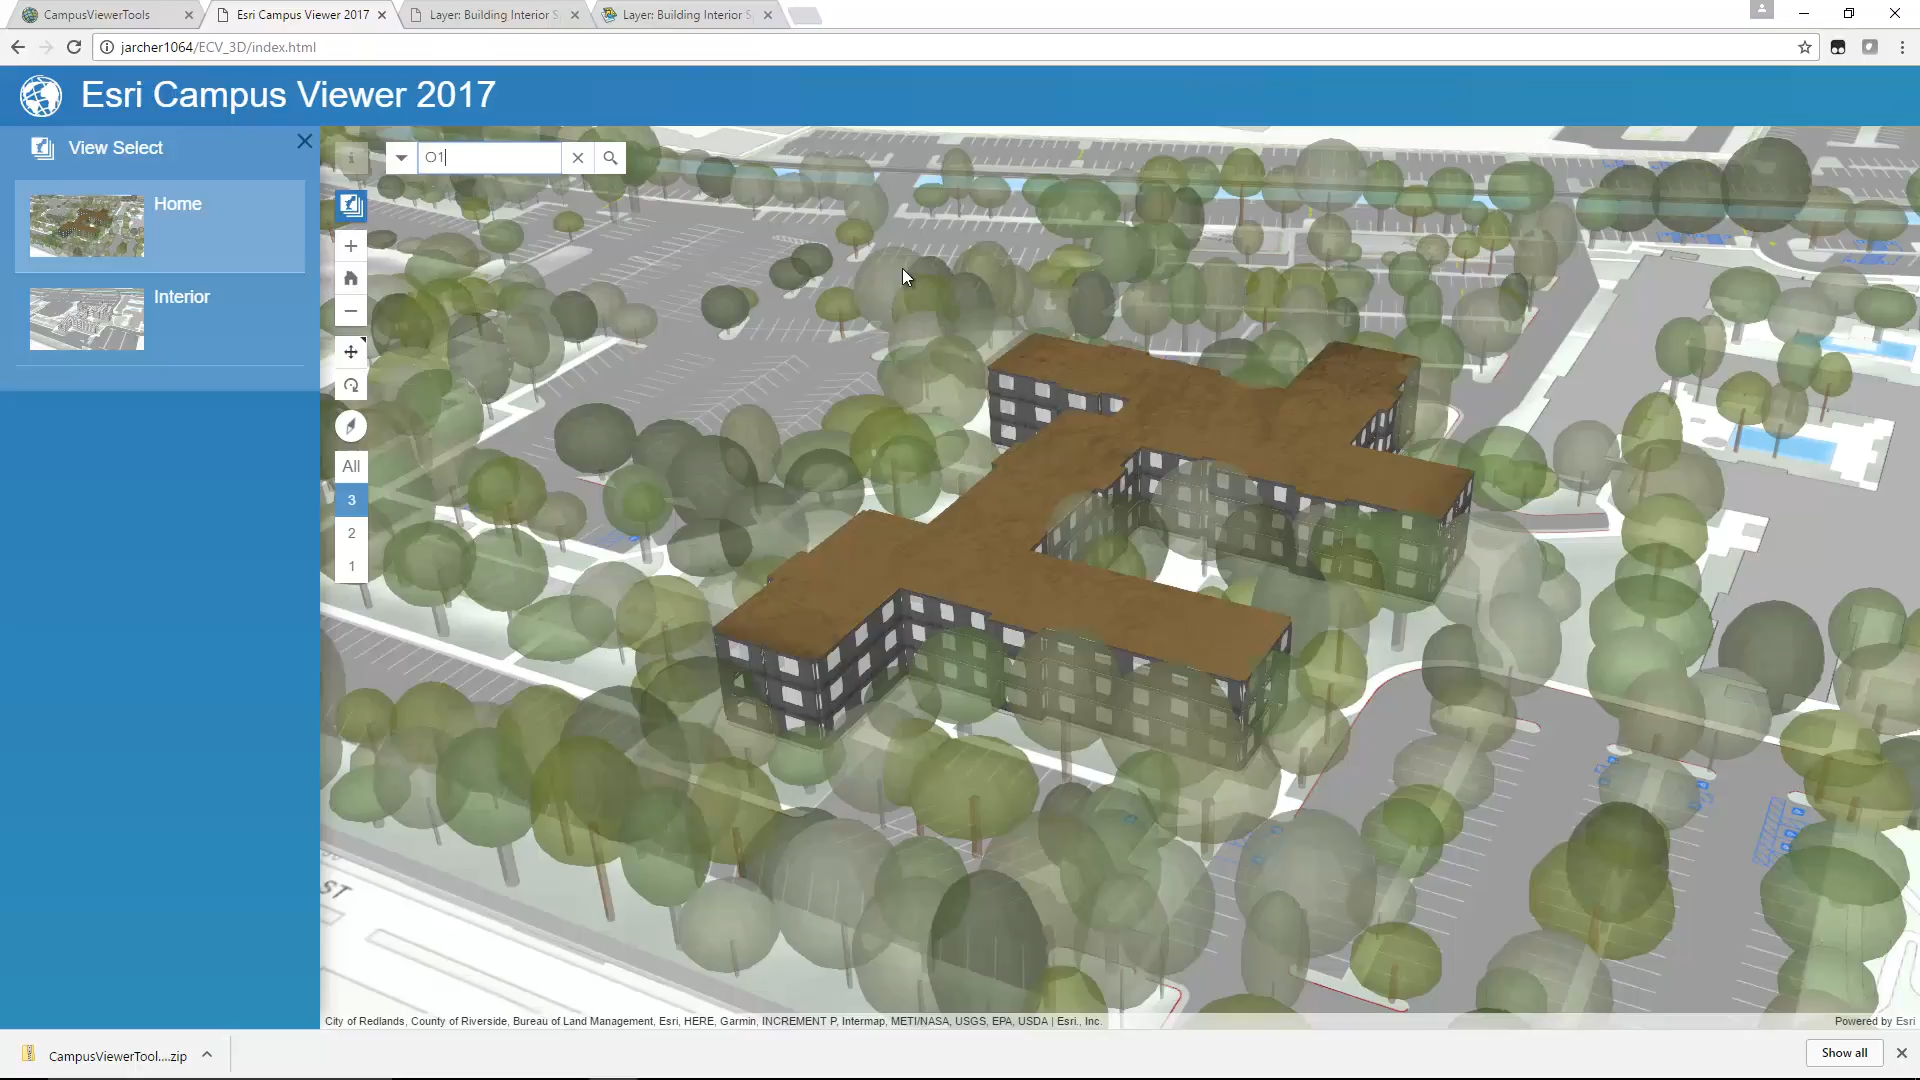 CampusViewerTools
Esri Campus Viewer 2017
Layer: Building Interior S
Layer: Building Interior S
jarcher1064/ECV_3D/index.html
Esri Campus Viewer 2017
View Select
Home
Interior
O1
All
3
2
1
ST
City of Redlands, County of Riverside, Bureau of Land Management, Esri, HERE, Garmin, INCREMENT P, Intermap, METI/NASA, USGS, EPA, USDA | Esri., Inc.
Powered by Esri
CampusViewerTool....zip
Show all